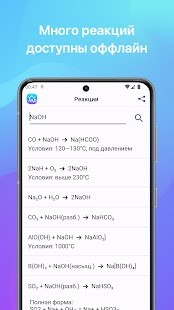 Много реакций
доступны оффлайн
Реакции
NaOH
CO + NaOH → Na(HCOO)
Условия: 120–130°C, под давлением
2NaH + O₂ → 2NaOH
Условия: выше 230°C
Na₂O + H₂O → 2NaOH
CO₂ + NaOH(разб.) → NaHCO₃
AlO(OH) + NaOH → NaAlO₂
Условия: 1000°C
B(OH)₃ + NaOH(насыщ.) → Na[B(OH)₄]
SO₂ + NaOH(разб.) → NaHSO₃
Полная форма: